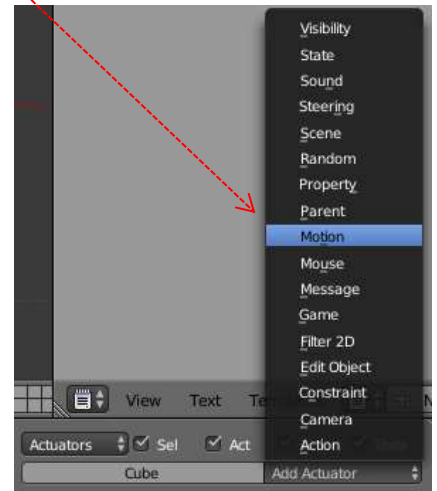 Visibility
State
Sound
Steering
Scene
Random
Property
Parent
Motion
Mouse
Message
Game
Filter 2D
Edit Object
Constraint
Camera
Action
View Text Te
Actuators Sel Act
Cube Add Actuator